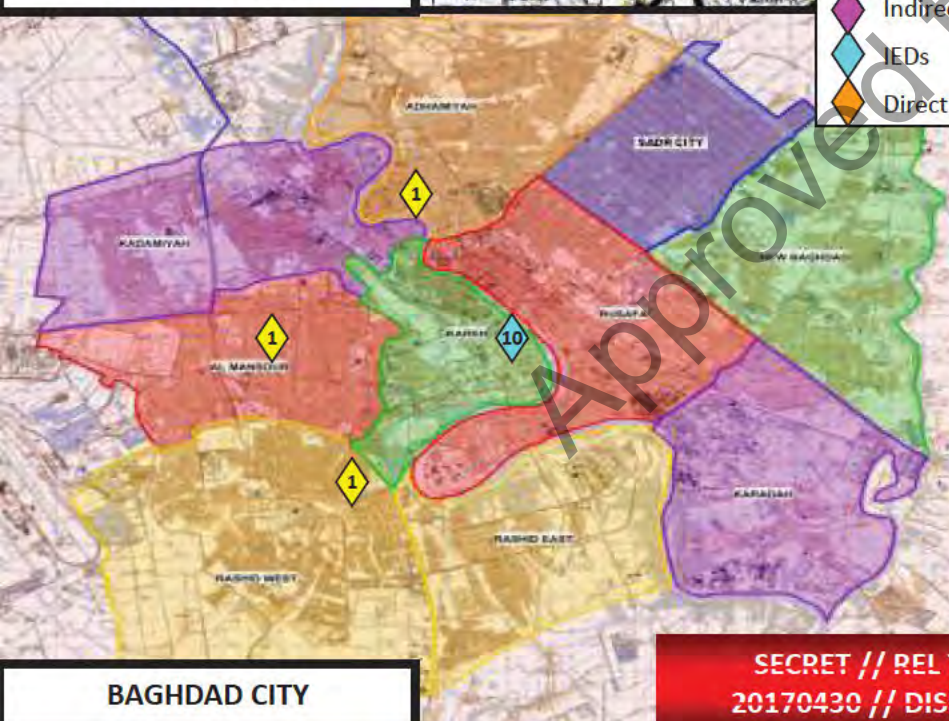 Indirec
IEDs
Direct
Approved
ADHAMIYAH
SADR CITY
1
KADAMIYAH
NEW BAGHDAD
RUSAFA
KARKH
10
1
AL MANSOUR
1
KARADAH
RASHID EAST
RASHID WEST
BAGHDAD CITY
SECRET // REL
20170430 // DIS